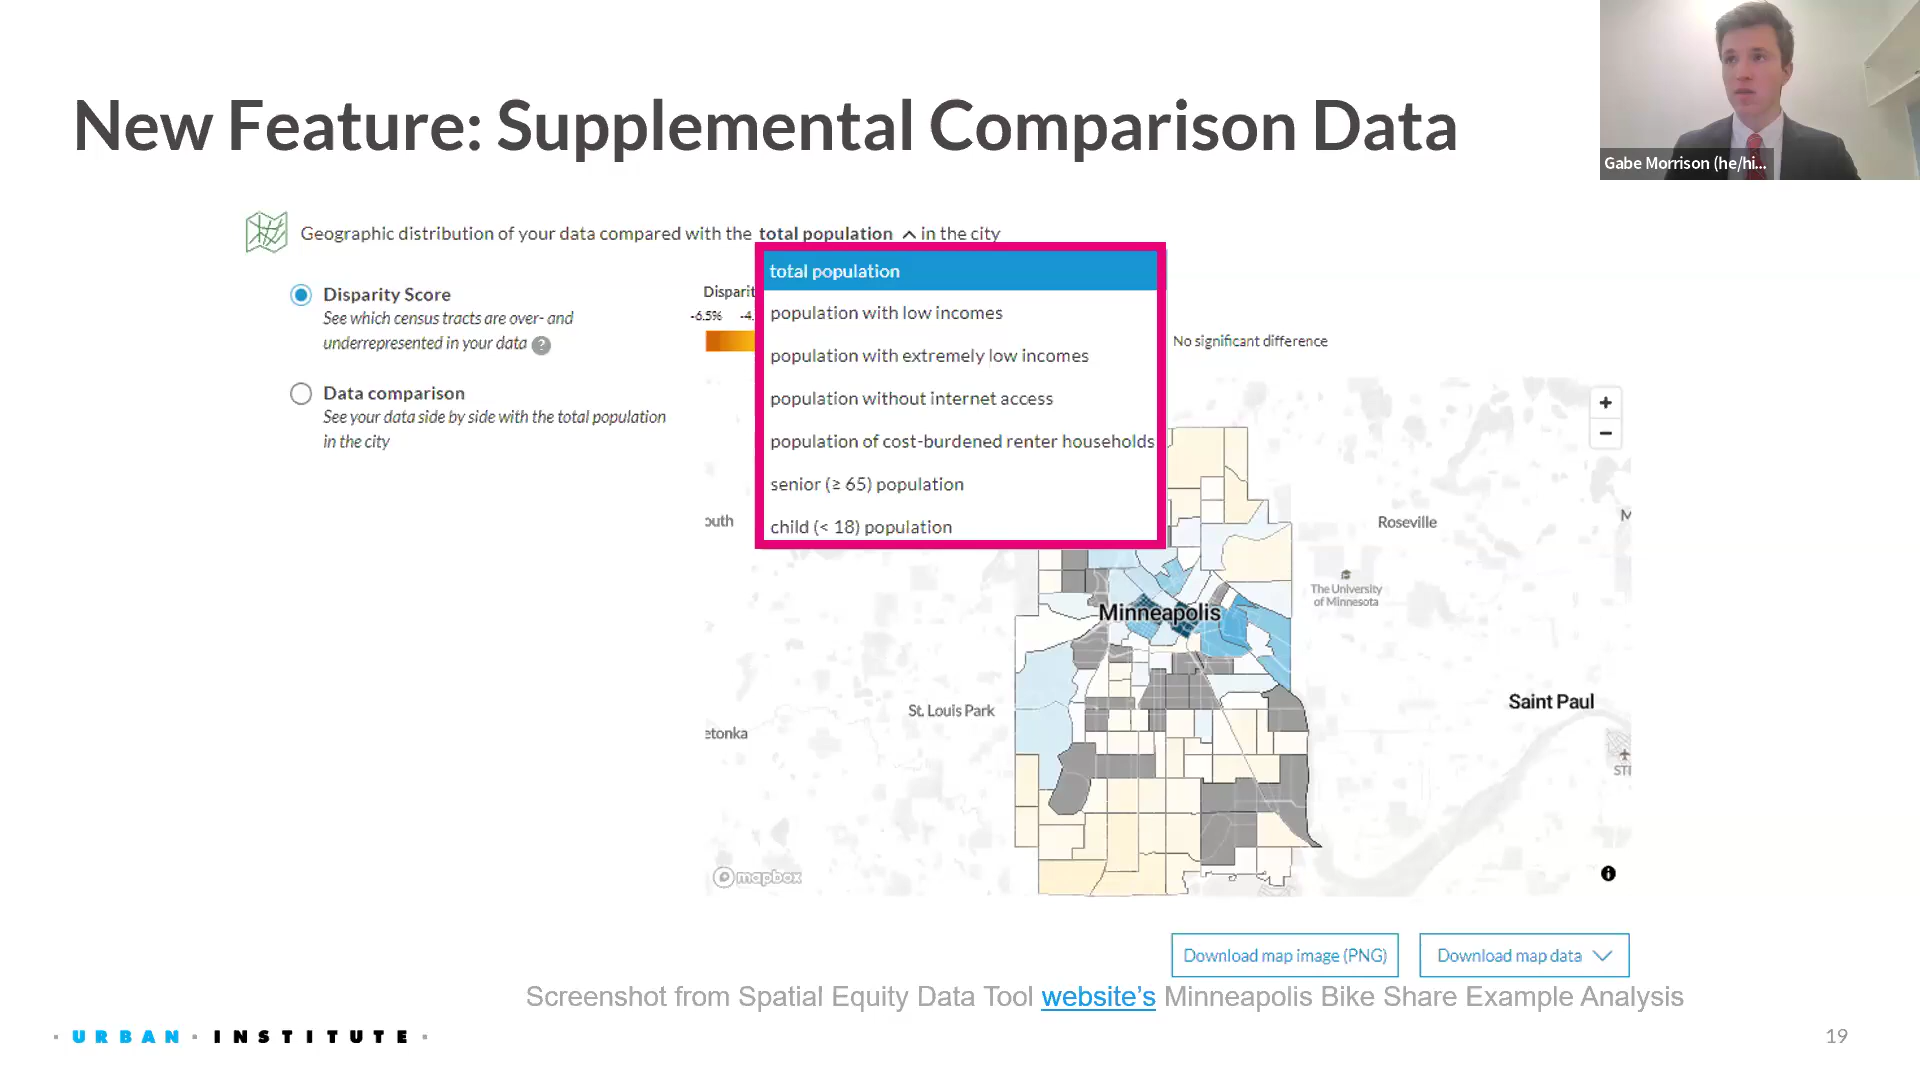 New Feature: Supplemental Comparison Data
Gabe Morrison (he/hi...
Geographic distribution of your data compared with the total population in the city
total population
population with low incomes
population with extremely low incomes
population without internet access
population of cost-burdened renter households
senior (≥ 65) population
child (< 18) population
Disparity Score
See which census tracts are over- and
underrepresented in your data ?
Data comparison
See your data side by side with the total population
in the city
Disparit
-6.5% -4.
No significant difference
+
−
outh
Roseville
M
The University
of Minnesota
Minneapolis
St. Louis Park
Saint Paul
etonka
STI
mapbox
i
Download map image (PNG)
Download map data
Screenshot from Spatial Equity Data Tool website's Minneapolis Bike Share Example Analysis
URBAN · INSTITUTE
19